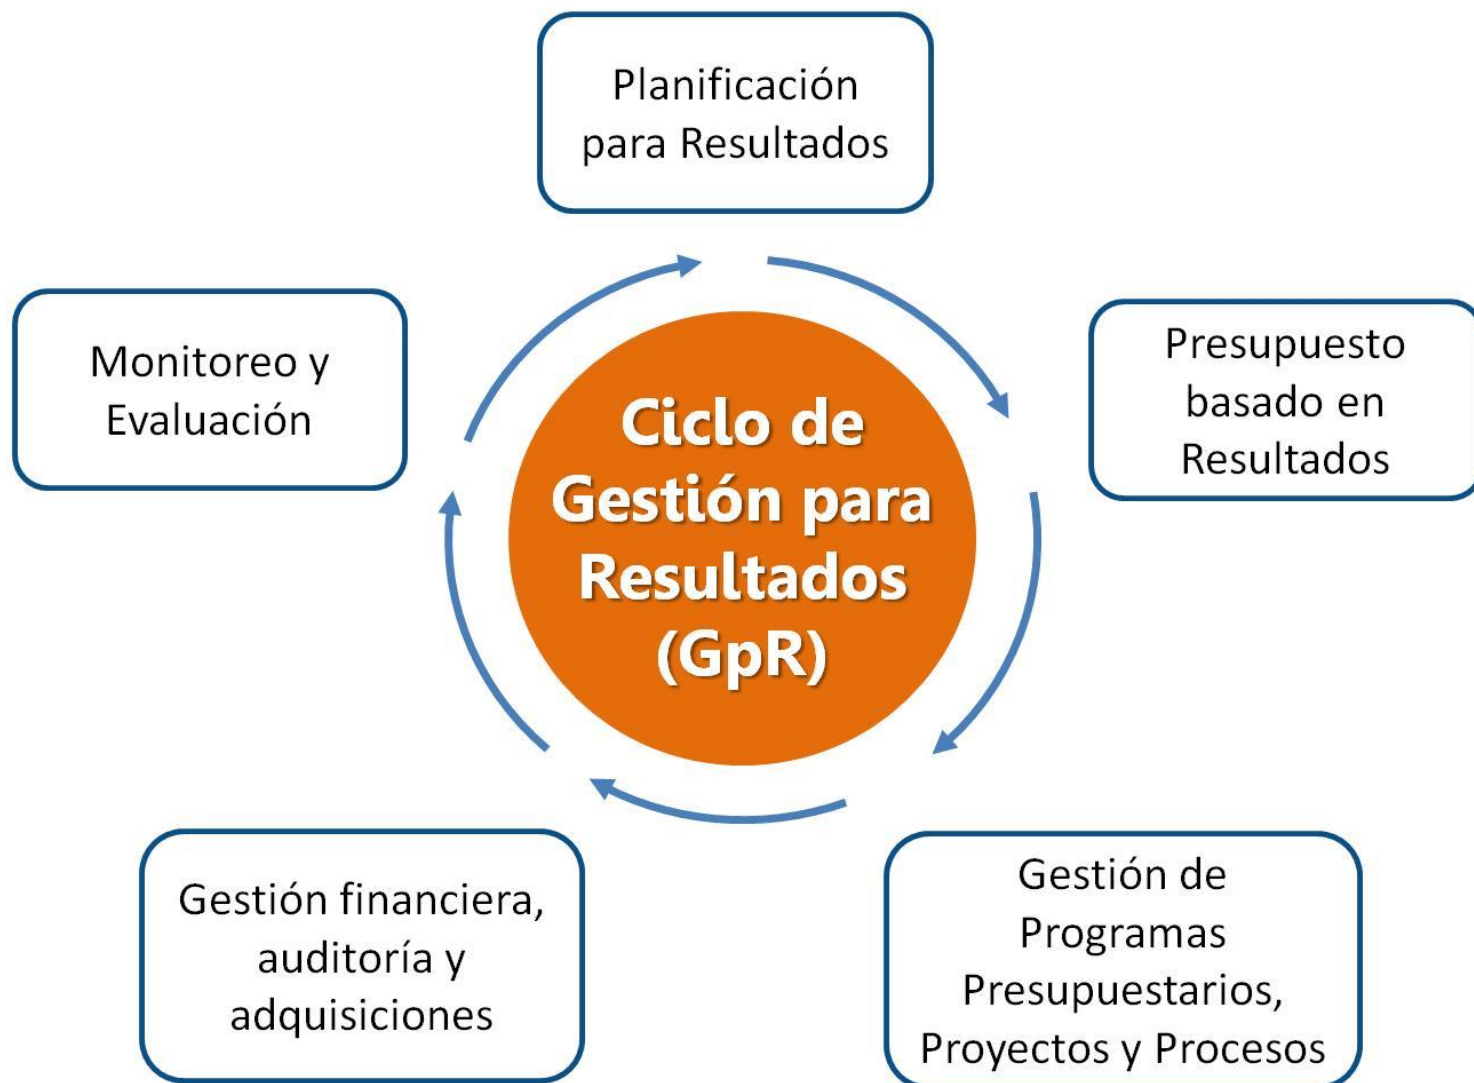 Planificación
para Resultados
Monitoreo y
Evaluación
Presupuesto
basado en
Resultados
Ciclo de
Gestión para
Resultados
(GpR)
Gestión financiera,
auditoría y
adquisiciones
Gestión de
Programas
Presupuestarios,
Proyectos y Procesos